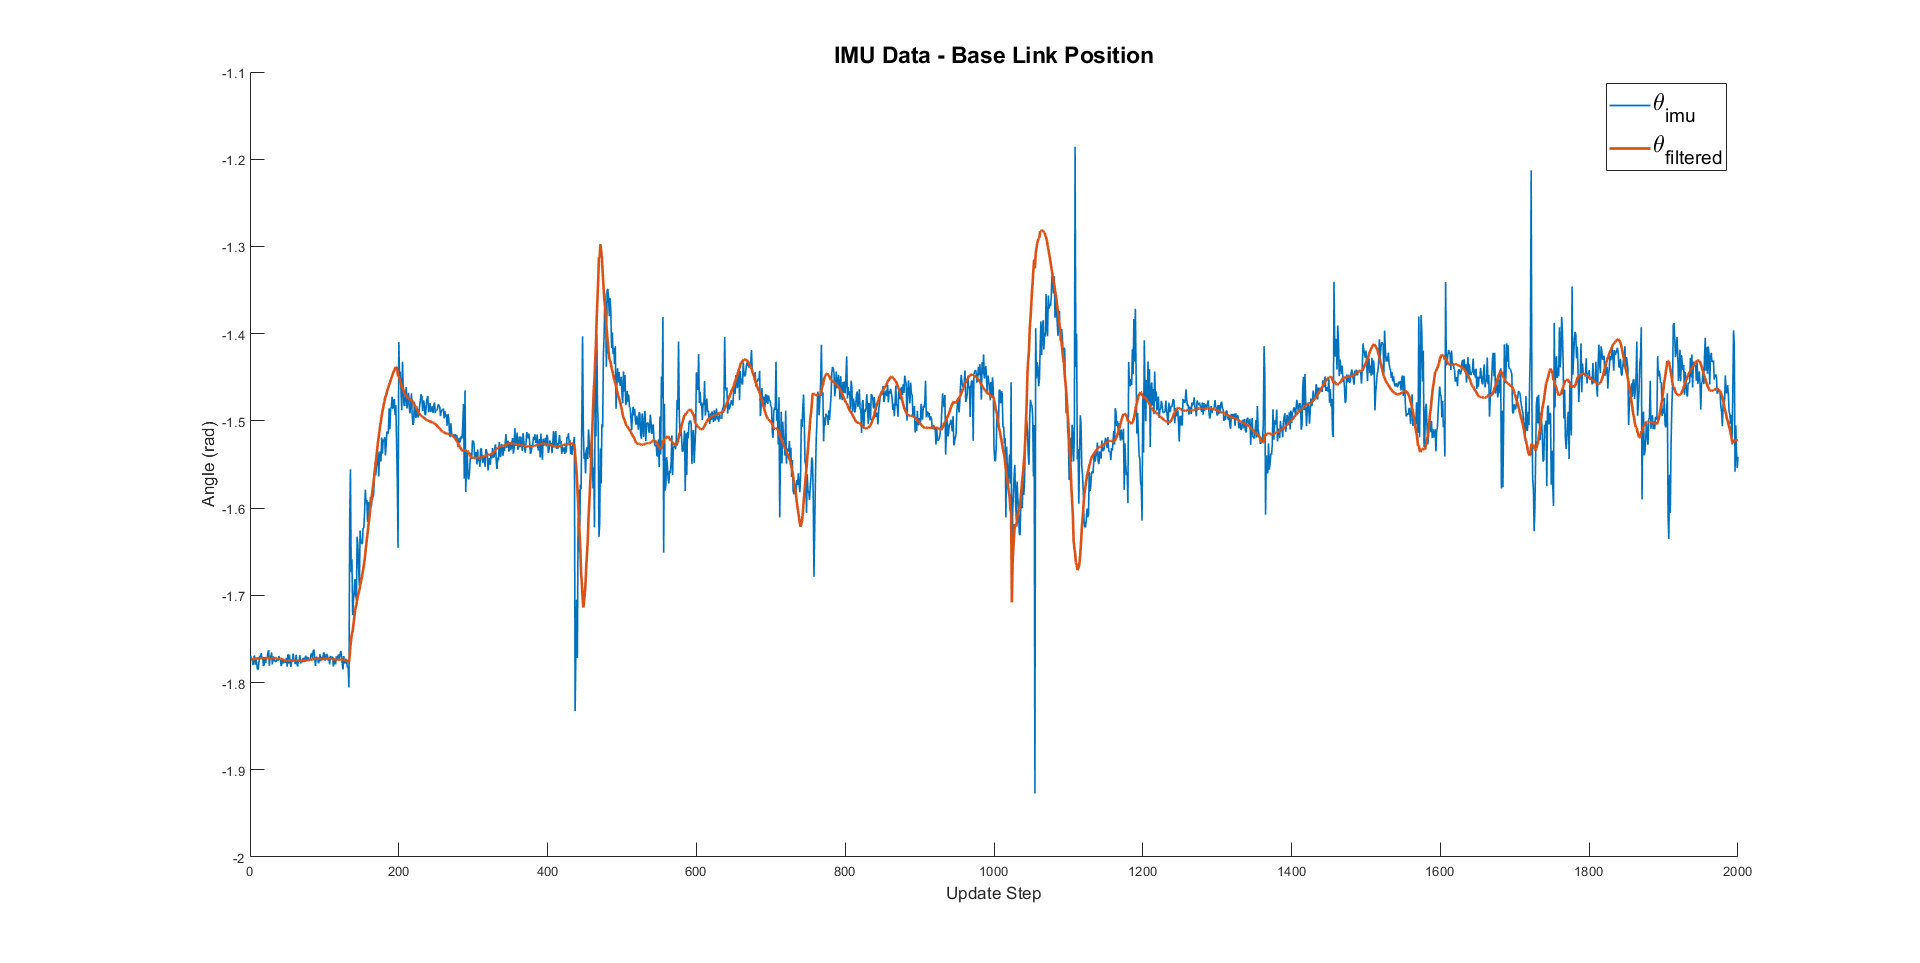 IMU Data - Base Link Position
θimu
θfiltered
Angle (rad)
-1.1
-1.2
-1.3
-1.4
-1.5
-1.6
-1.7
-1.8
-1.9
-2
0 200 400 600 800 1000 1200 1400 1600 1800 2000
Update Step